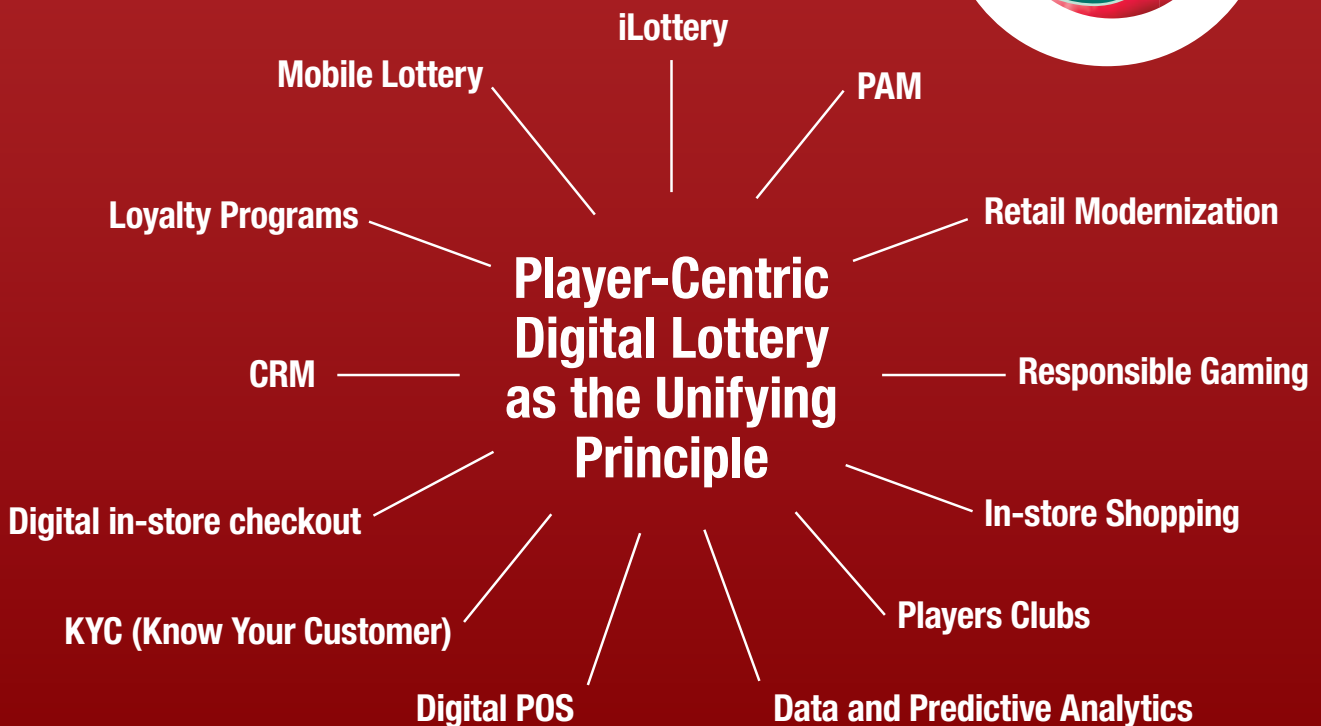 iLottery
Mobile Lottery
PAM
Loyalty Programs
Retail Modernization
Player-Centric
Digital Lottery
as the Unifying
Principle
CRM
Responsible Gaming
Digital in-store checkout
In-store Shopping
KYC (Know Your Customer)
Players Clubs
Digital POS
Data and Predictive Analytics